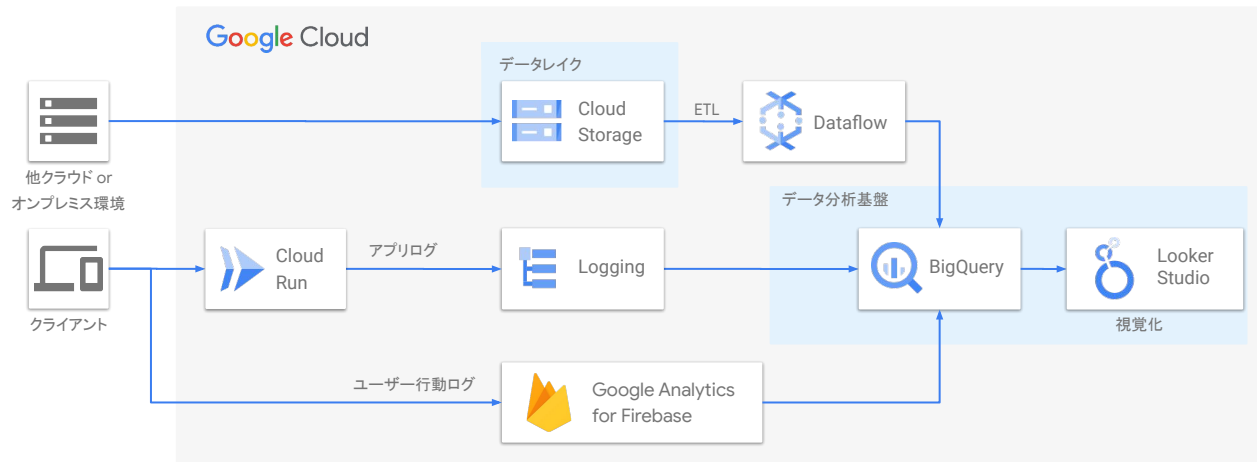 Google Cloud
データレイク
Cloud
Storage
ETL
Dataflow
他クラウド or
オンプレミス環境
データ分析基盤
クライアント
Cloud
Run
アプリログ
Logging
BigQuery
Looker
Studio
視覚化
ユーザー行動ログ
Google Analytics
for Firebase